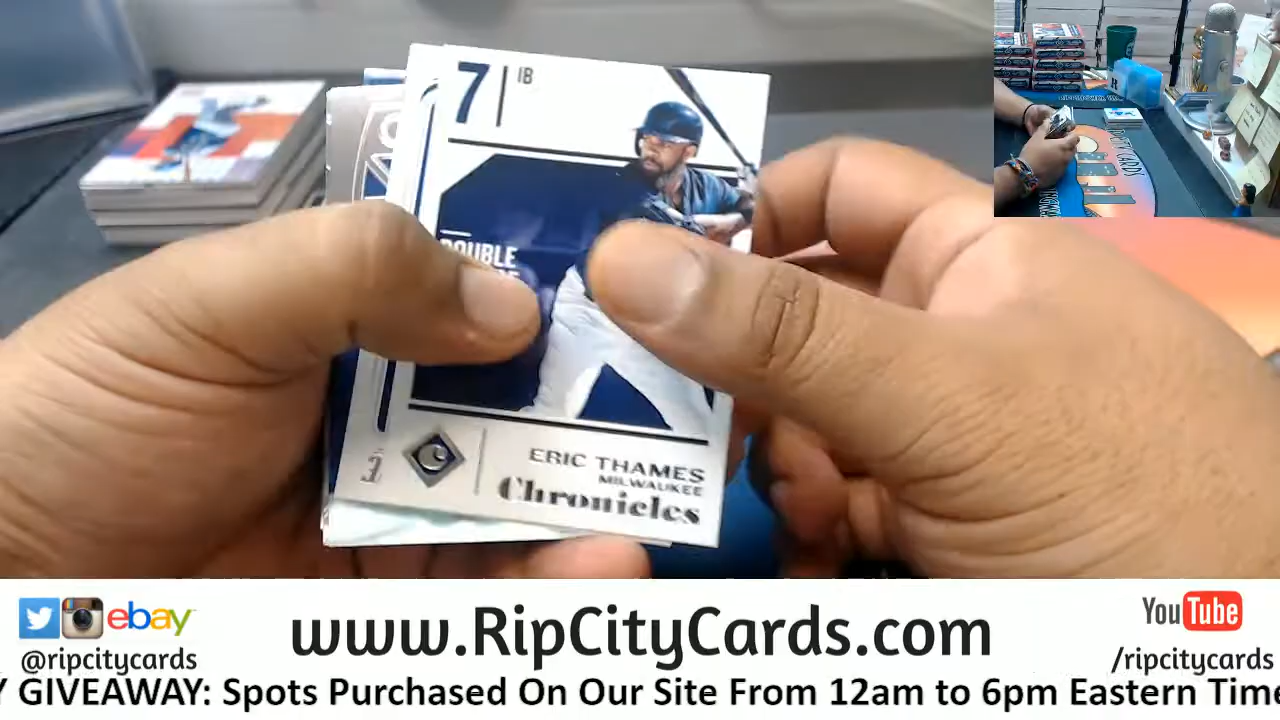 7 | 1B
DOUBLE
ERIC THAMES
MILWAUKEE
Chronicles
ebay
www.RipCityCards.com
YouTube
@ripcitycards
/ripcitycards
Y GIVEAWAY: Spots Purchased On Our Site From 12am to 6pm Eastern Time